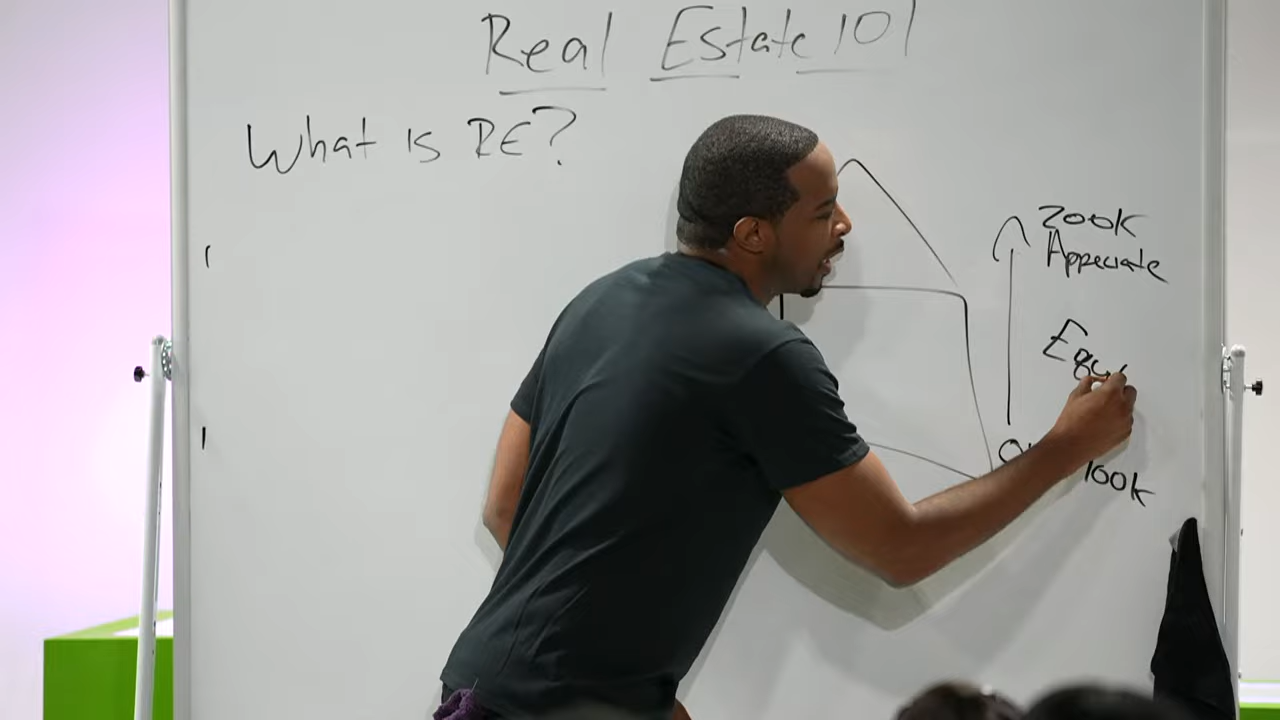 Real Estate 101
What is RE?
200k
Appreciate
Equ
100k